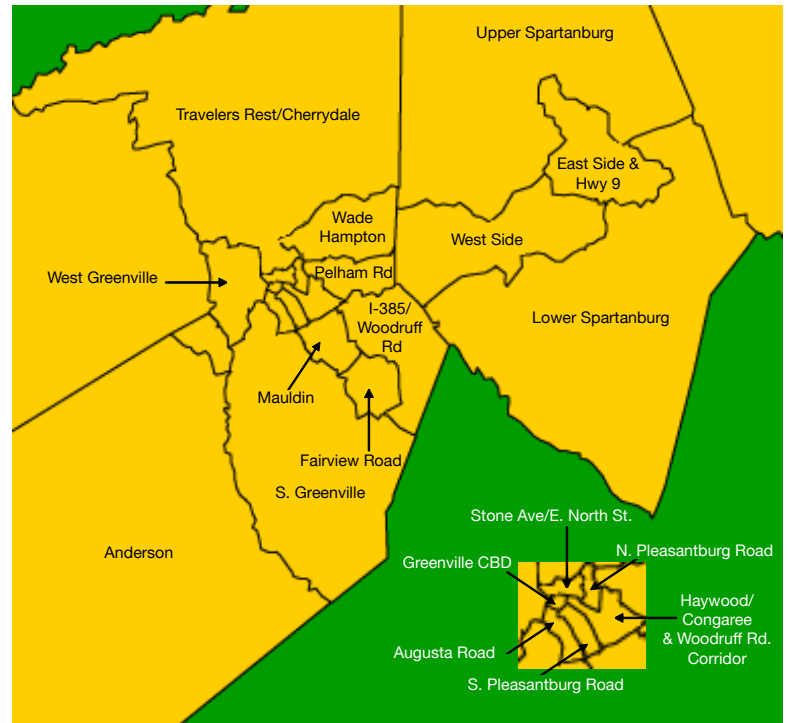 Upper Spartanburg
Travelers Rest/Cherrydale
East Side &
Hwy 9
Wade
Hampton
West Side
West Greenville
Pelham Rd
I-385/
Woodruff
Rd
Lower Spartanburg
Mauldin
Fairview Road
S. Greenville
Anderson
Stone Ave/E. North St.
N. Pleasantburg Road
Greenville CBD
Haywood/
Congaree
& Woodruff Rd.
Corridor
Augusta Road
S. Pleasantburg Road